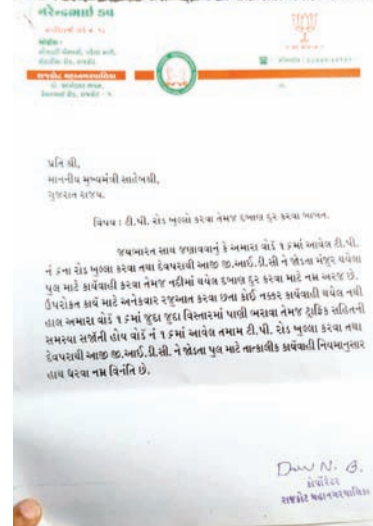 નરેન્દ્રભાઈ ડવ
રાજકોટ મહાનગરપાલિકા
પ્રતિ શ્રી,
માનનીય મુખ્યમંત્રી સાહેબશ્રી,
ગુજરાત રાજ્ય.
વિષય : ટી.પી. રોડ ખુલ્લો કરવા તેમજ દબાણ દુર કરવા બાબત.
જયભારત સાથ જણાવવાનું કે અમારા વોર્ડ ૧૬માં આવેલ ટી.પી.
નં ૬ના રોડ ખુલ્લા કરવા તથા દેવપરાથી આજી જી.આઈ.ડી.સી ને જોડતા મંજુર થયેલા
પુલ માટે કાર્યવાહી કરવા તેમજ નદીમાં થયેલ દબાણ દુર કરવા માટે નમ્ર અરજ છે.
ઉપરોક્ત કાર્ય માટે અનેકવાર રજૂઆત કરવા છતા કોઈ નક્કર કાર્યવાહી થયેલ નથી
હાલ અમારા વોર્ડ ૧૬માં જુદા જુદા વિસ્તારમાં પાણી ભરાવા તેમજ ટ્રાફિક સહિતની
સમસ્યા સર્જાતી હોય વોર્ડ નં ૧૬માં આવેલ તમામ ટી.પી. રોડ ખુલ્લા કરવા તથા
દેવપરાથી આજી જી.આઈ.ડી.સી. ને જોડતા પુલ માટે તાત્કાલીક કાર્યવાહી નિયમાનુસાર
હાથ ધરવા નમ્ર વિનંતિ છે.
N. B.
કોર્પોરેટર
રાજકોટ મહાનગરપાલિકા